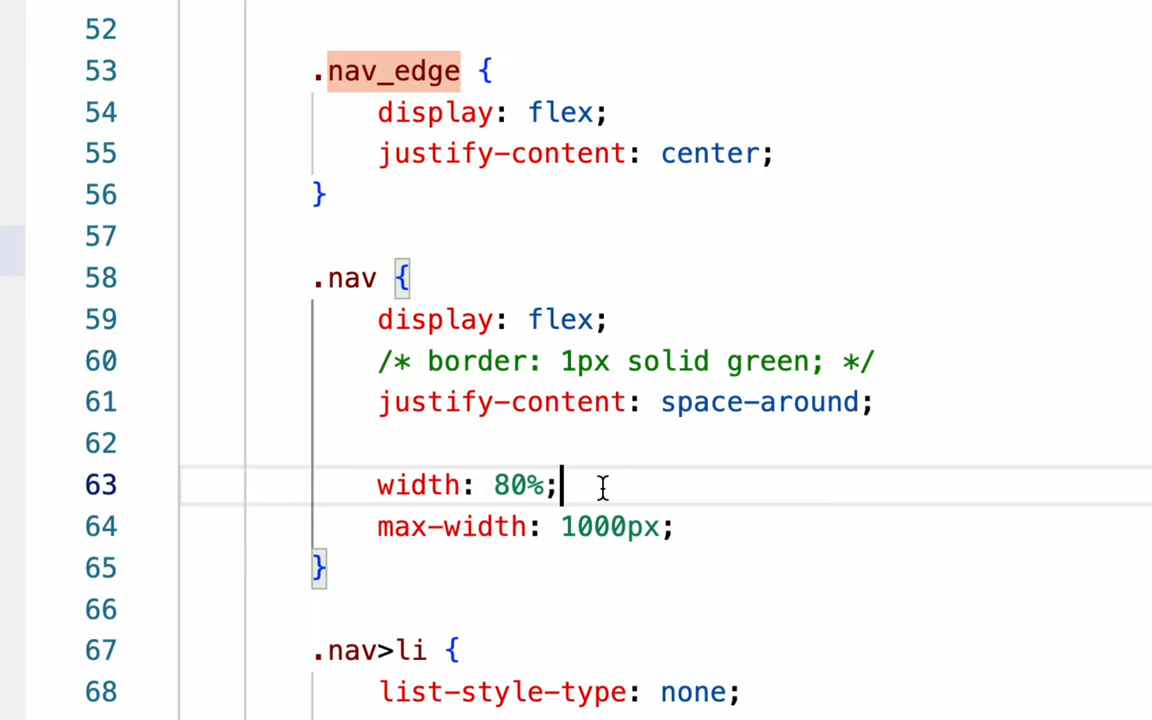 52
53 .nav_edge {
54 display: flex;
55 justify-content: center;
56 }
57
58 .nav {
59 display: flex;
60 /* border: 1px solid green; */
61 justify-content: space-around;
62
63 width: 80%;
64 max-width: 1000px;
65 }
66
67 .nav>li {
68 list-style-type: none;